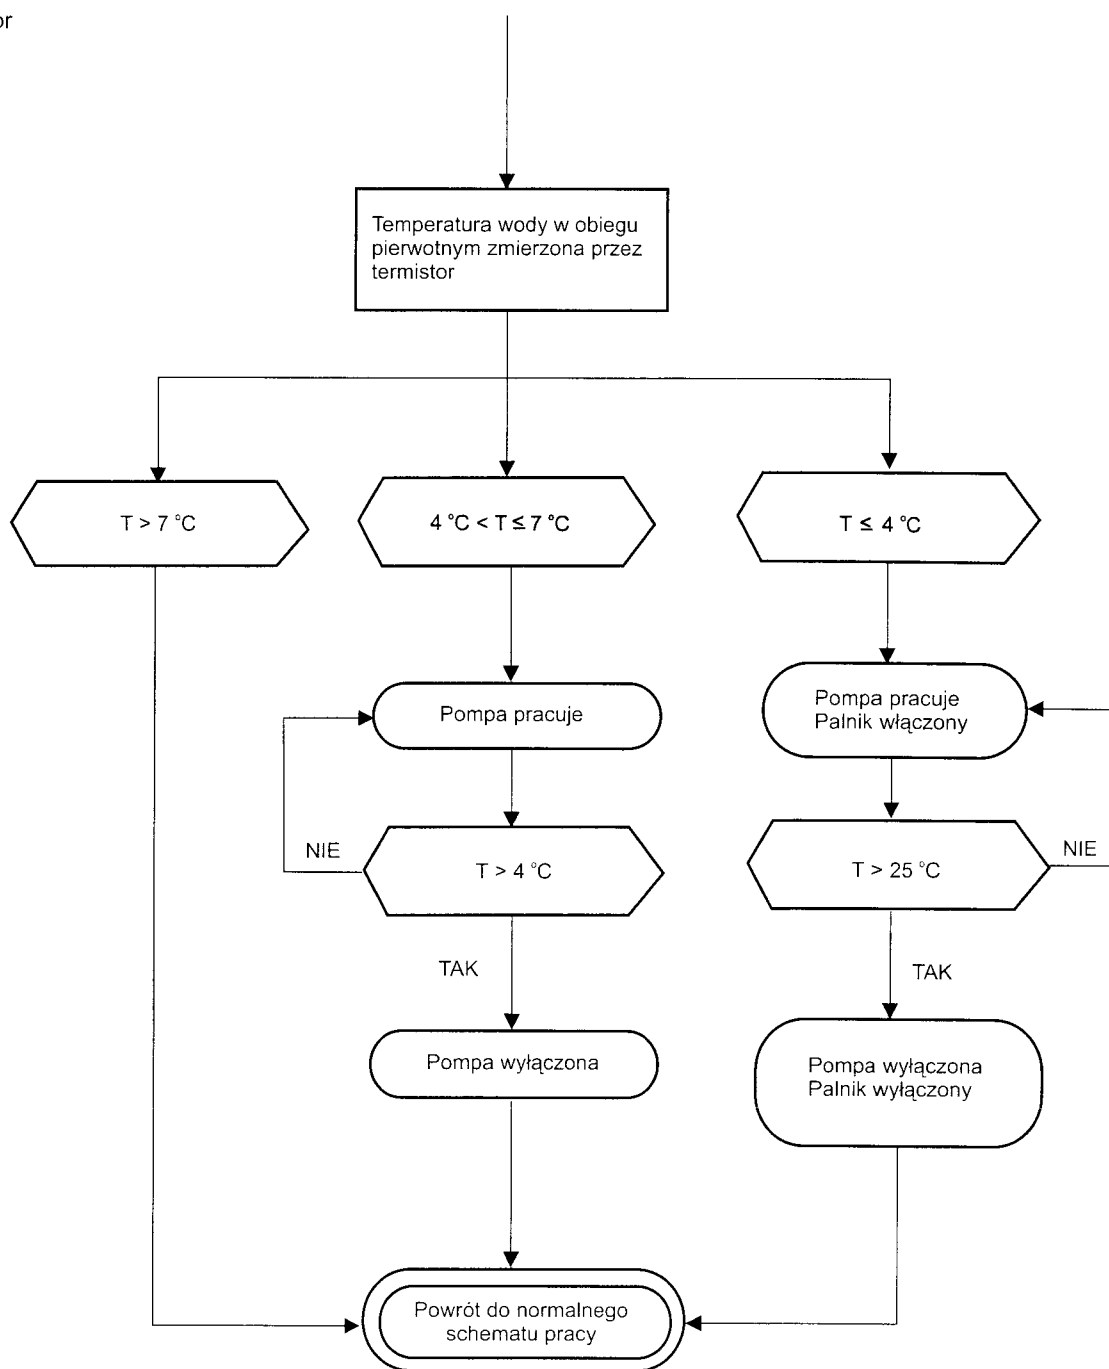 or
Temperatura wody w obiegu
pierwotnym zmierzona przez
termistor
T > 7 °C
4 °C < T ≤ 7 °C
T ≤ 4 °C
Pompa pracuje
Pompa pracuje
Palnik włączony
NIE
T > 4 °C
T > 25 °C
NIE
TAK
TAK
Pompa wyłączona
Pompa wyłączona
Palnik wyłączony
Powrót do normalnego
schematu pracy